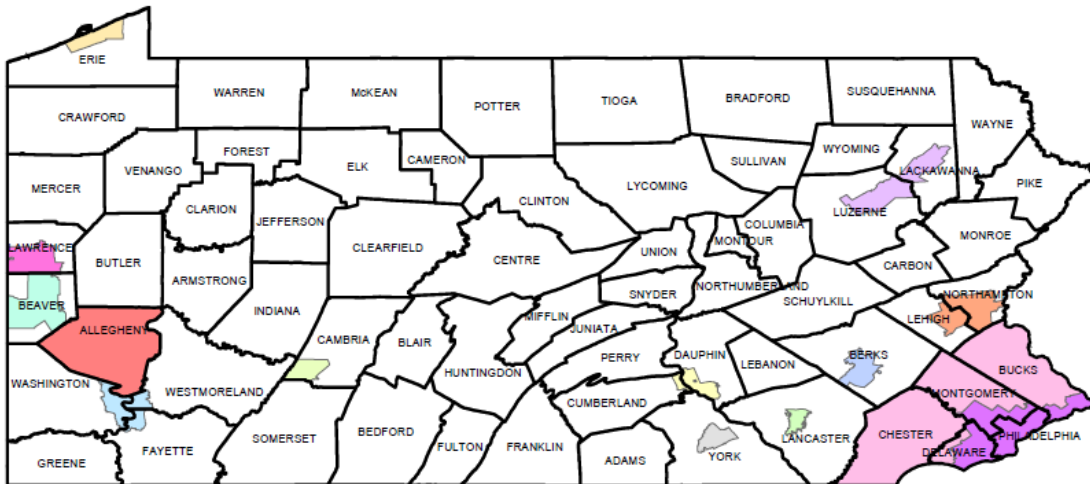 ERIE
CRAWFORD
WARREN
McKEAN
POTTER
TIOGA
BRADFORD
SUSQUEHANNA
WAYNE
MERCER
VENANGO
FOREST
ELK
CAMERON
CLINTON
LYCOMING
SULLIVAN
WYOMING
LACKAWANNA
PIKE
CLARION
JEFFERSON
CLEARFIELD
CENTRE
UNION
MONTOUR
COLUMBIA
LUZERNE
MONROE
LAWRENCE
BUTLER
ARMSTRONG
INDIANA
SNYDER
NORTHUMBERLAND
SCHUYLKILL
CARBON
NORTHAMPTON
BEAVER
ALLEGHENY
CAMBRIA
BLAIR
MIFFLIN
JUNIATA
PERRY
DAUPHIN
LEBANON
BERKS
LEHIGH
BUCKS
WASHINGTON
WESTMORELAND
HUNTINGDON
CUMBERLAND
MONTGOMERY
GREENE
FAYETTE
SOMERSET
BEDFORD
FULTON
FRANKLIN
ADAMS
YORK
LANCASTER
CHESTER
DELAWARE
PHILADELPHIA